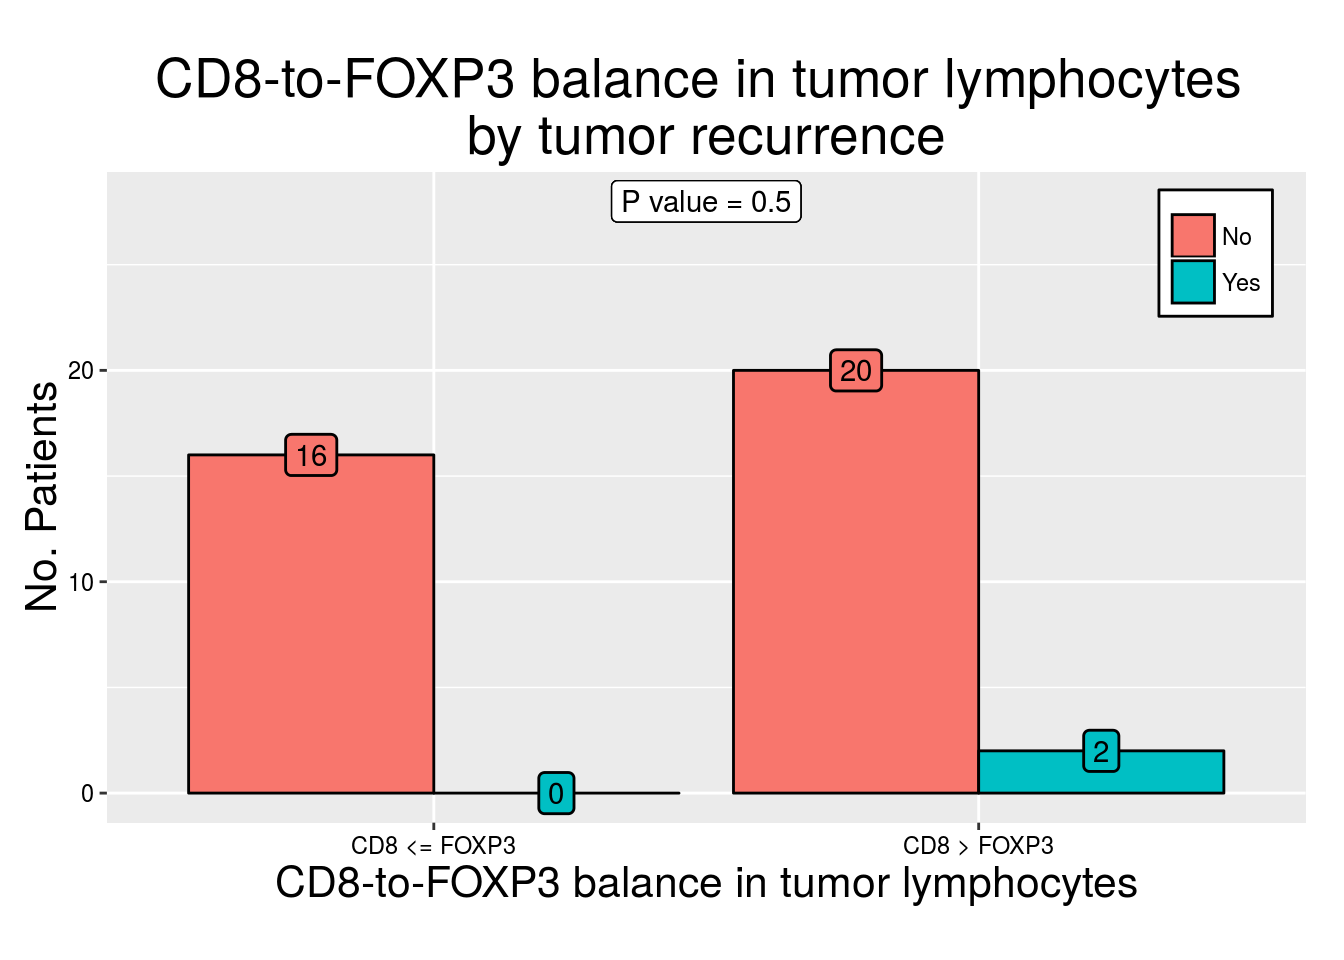 CD8-to-FOXP3 balance in tumor lymphocytes
by tumor recurrence
P value = 0.5
No
Yes
No. Patients
20
10
0
16
0
20
2
CD8 <= FOXP3
CD8 > FOXP3
CD8-to-FOXP3 balance in tumor lymphocytes